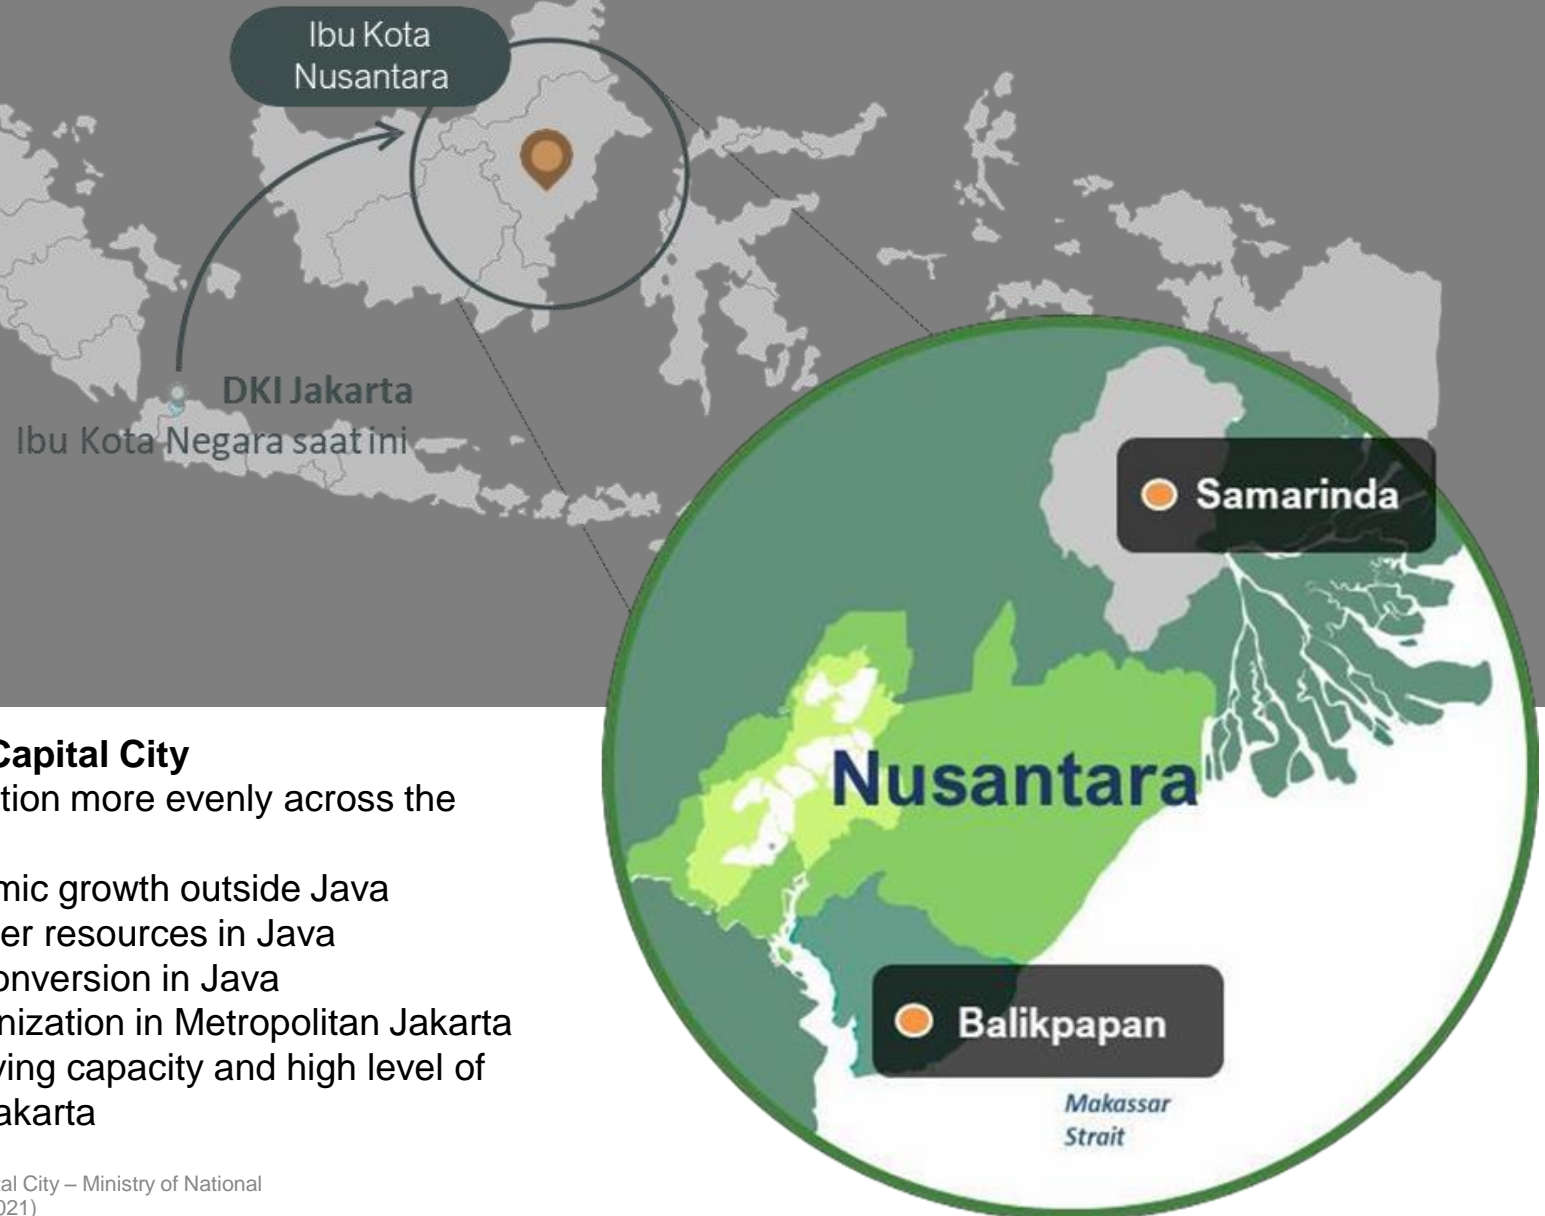 Ibu Kota
Nusantara
DKI Jakarta
Ibu Kota Negara saat ini
Samarinda
Nusantara
Balikpapan
Makassar
Strait
Capital City
tion more evenly across the
mic growth outside Java
er resources in Java
onversion in Java
nization in Metropolitan Jakarta
ying capacity and high level of
akarta
al City – Ministry of National
021)